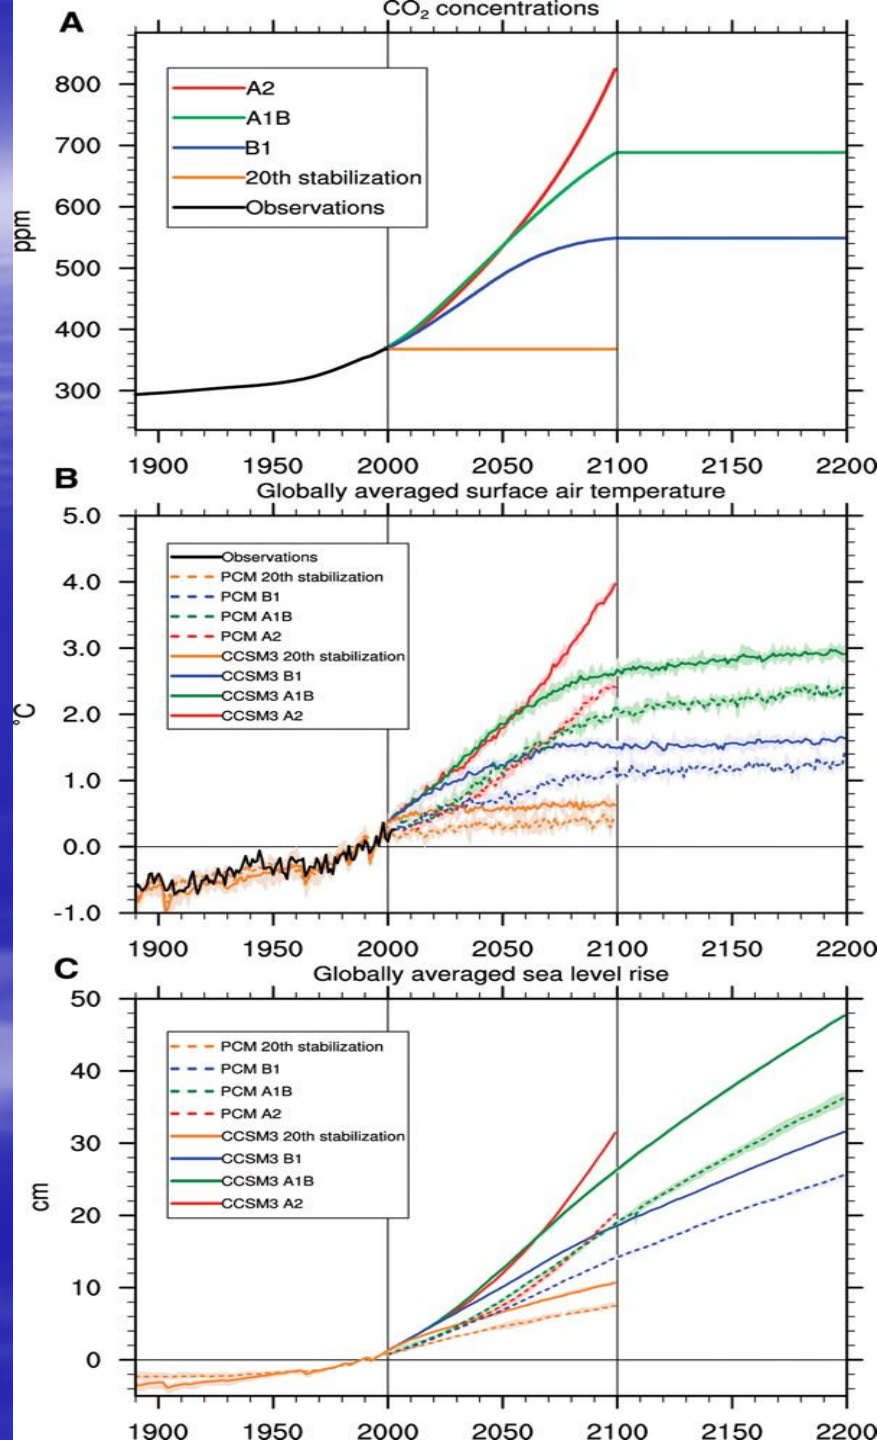 A
CO₂ concentrations
800
700
600
500
400
300
ppm
A2
A1B
B1
20th stabilization
Observations
1900 1950 2000 2050 2100 2150 2200
B
Globally averaged surface air temperature
5.0
4.0
3.0
2.0
1.0
0.0
-1.0
°C
Observations
PCM 20th stabilization
PCM B1
PCM A1B
PCM A2
CCSM3 20th stabilization
CCSM3 B1
CCSM3 A1B
CCSM3 A2
1900 1950 2000 2050 2100 2150 2200
C
Globally averaged sea level rise
50
40
30
20
10
0
cm
PCM 20th stabilization
PCM B1
PCM A1B
PCM A2
CCSM3 20th stabilization
CCSM3 B1
CCSM3 A1B
CCSM3 A2
1900 1950 2000 2050 2100 2150 2200